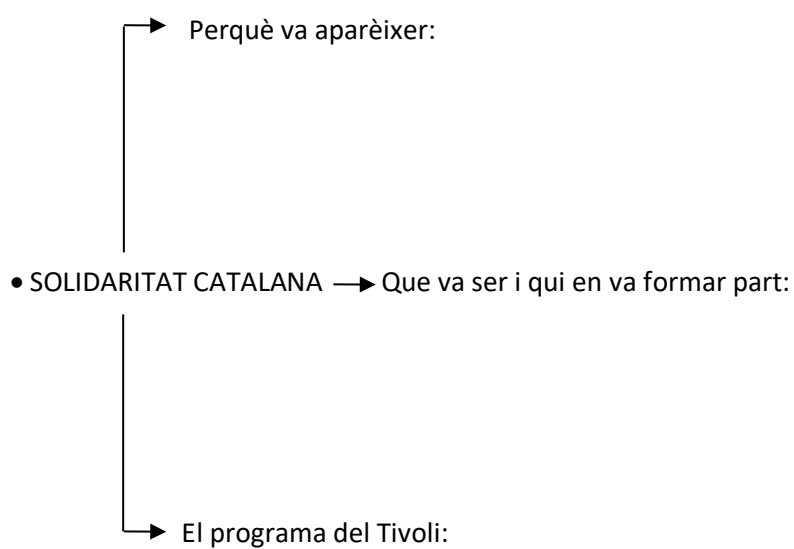 Perquè va aparèixer:
• SOLIDARITAT CATALANA Que va ser i qui en va formar part:
El programa del Tivoli: